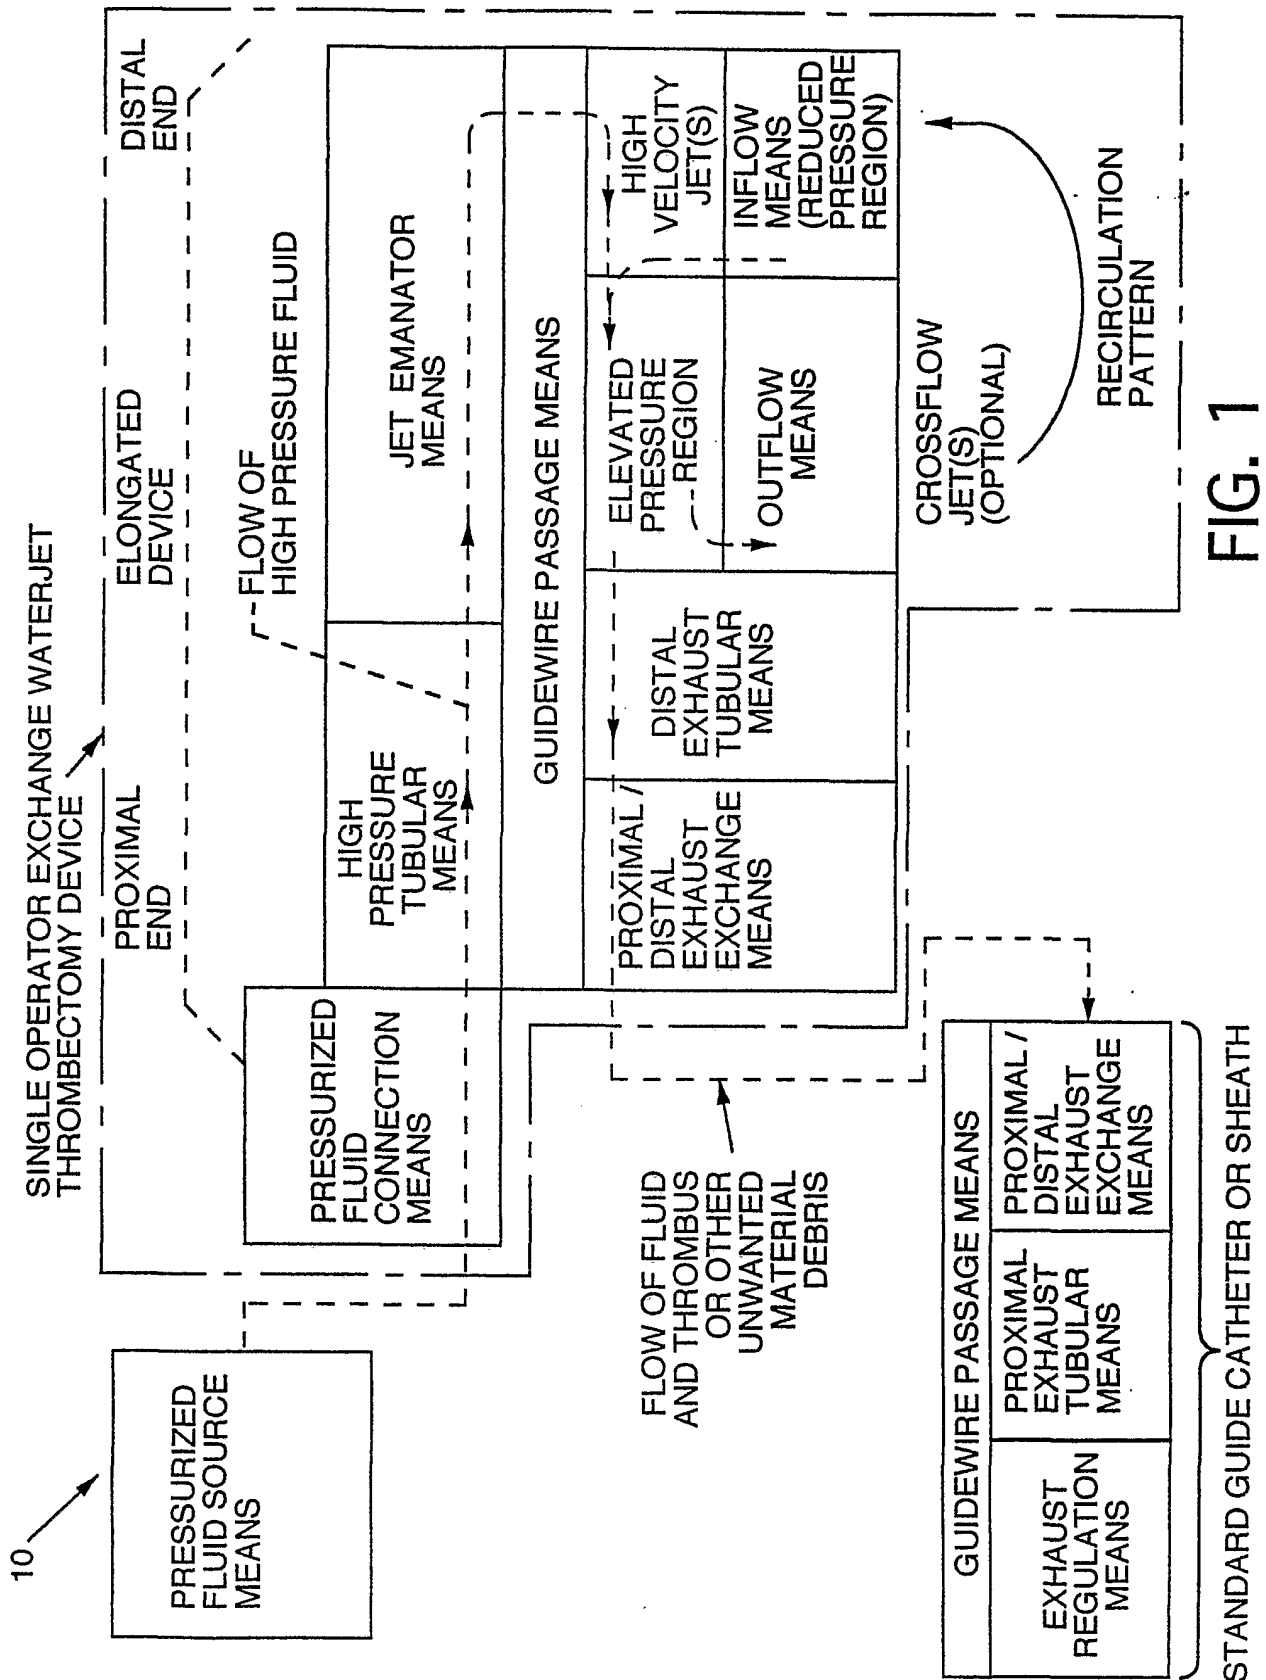 SINGLE OPERATOR EXCHANGE WATERJET
THROMBECTOMY DEVICE
10
PRESSURIZED
FLUID SOURCE
MEANS
PROXIMAL
END
ELONGATED
DEVICE
DISTAL
END
FLOW OF
HIGH PRESSURE FLUID
PRESSURIZED
FLUID
CONNECTION
MEANS
HIGH
PRESSURE
TUBULAR
MEANS
JET EMANATOR
MEANS
GUIDEWIRE PASSAGE MEANS
PROXIMAL /
DISTAL
EXHAUST
EXCHANGE
MEANS
DISTAL
EXHAUST
TUBULAR
MEANS
ELEVATED
PRESSURE
REGION
HIGH
VELOCITY
JET(S)
OUTFLOW
MEANS
INFLOW
MEANS
(REDUCED
PRESSURE
REGION)
CROSSFLOW
JET(S)
(OPTIONAL)
RECIRCULATION
PATTERN
FLOW OF FLUID
AND THROMBUS
OR OTHER
UNWANTED
MATERIAL
DEBRIS
GUIDEWIRE PASSAGE MEANS
EXHAUST
REGULATION
MEANS
PROXIMAL
EXHAUST
TUBULAR
MEANS
PROXIMAL /
DISTAL
EXHAUST
EXCHANGE
MEANS
STANDARD GUIDE CATHETER OR SHEATH
FIG. 1